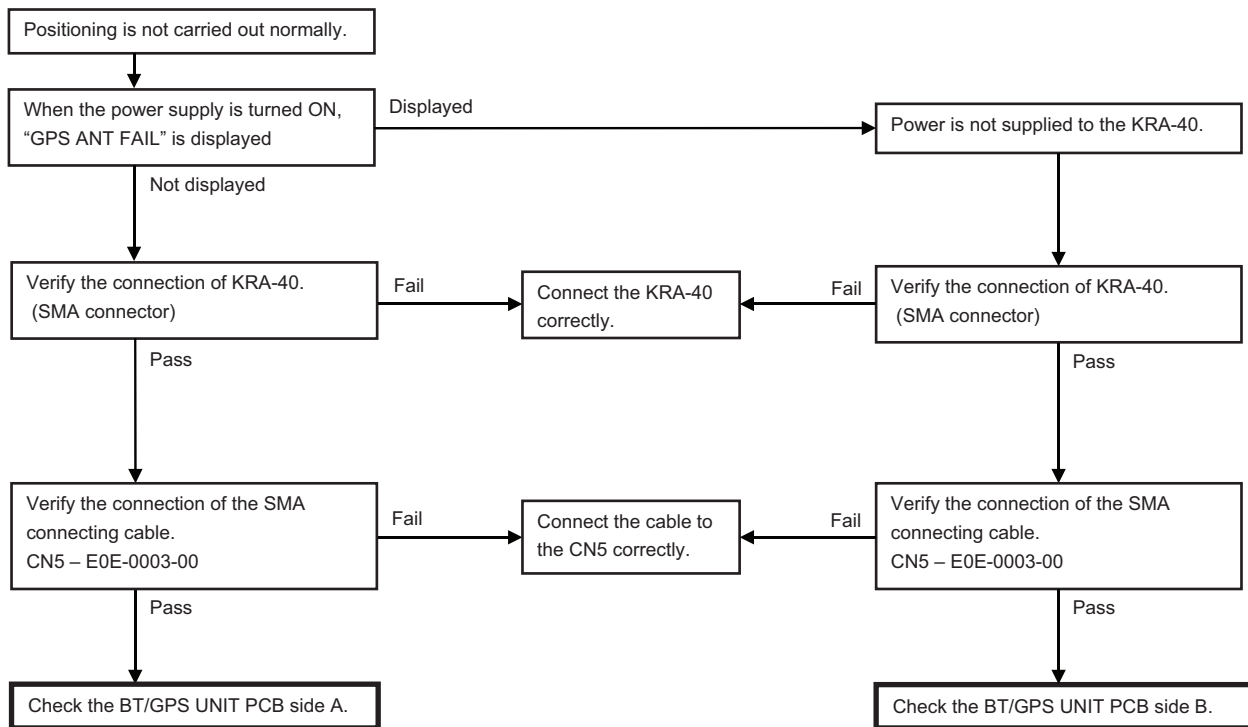 Positioning is not carried out normally.
When the power supply is turned ON,
“GPS ANT FAIL” is displayed
Displayed
Power is not supplied to the KRA-40.
Not displayed
Verify the connection of KRA-40.
(SMA connector)
Fail
Connect the KRA-40
correctly.
Fail
Verify the connection of KRA-40.
(SMA connector)
Pass
Pass
Verify the connection of the SMA
connecting cable.
CN5 – E0E-0003-00
Fail
Connect the cable to
the CN5 correctly.
Fail
Verify the connection of the SMA
connecting cable.
CN5 – E0E-0003-00
Pass
Pass
Check the BT/GPS UNIT PCB side A.
Check the BT/GPS UNIT PCB side B.